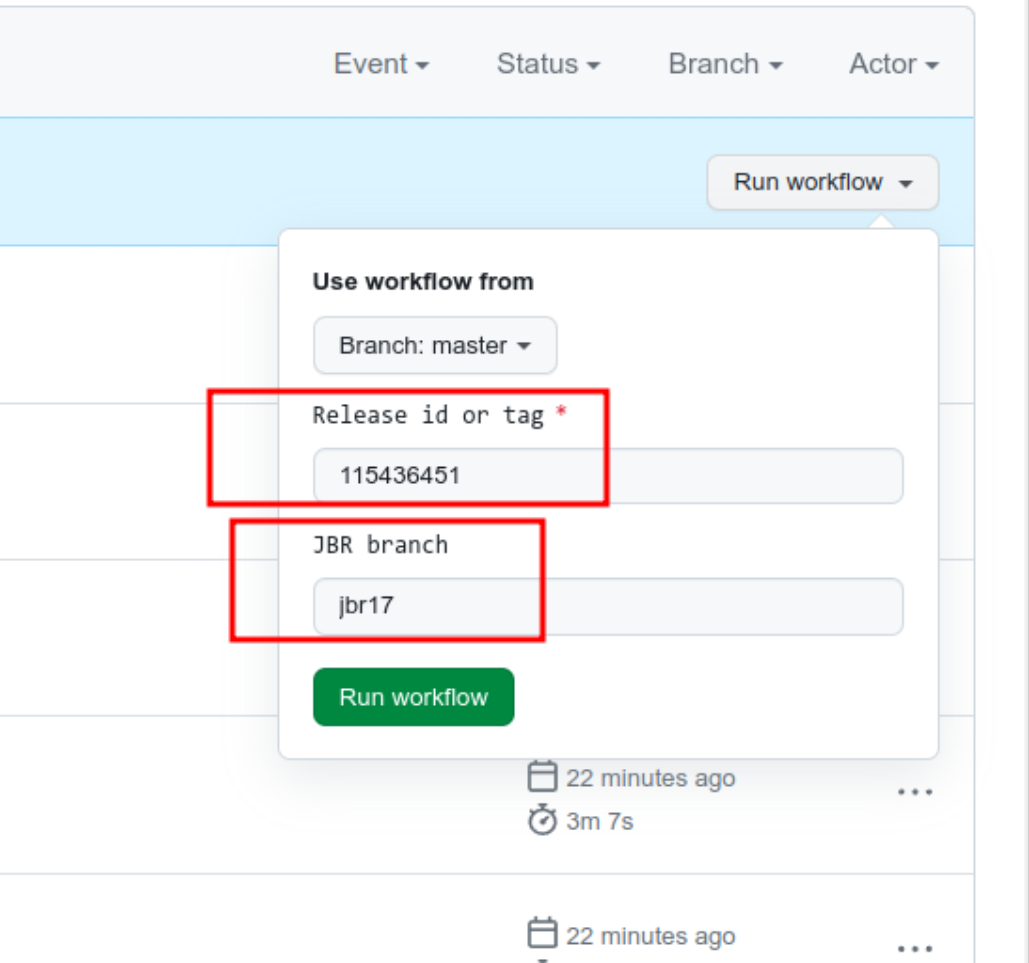 Event Status Branch Actor
Run workflow
Use workflow from
Branch: master
Release id or tag *
115436451
JBR branch
jbr17
Run workflow
22 minutes ago
...
3m 7s
22 minutes ago
...